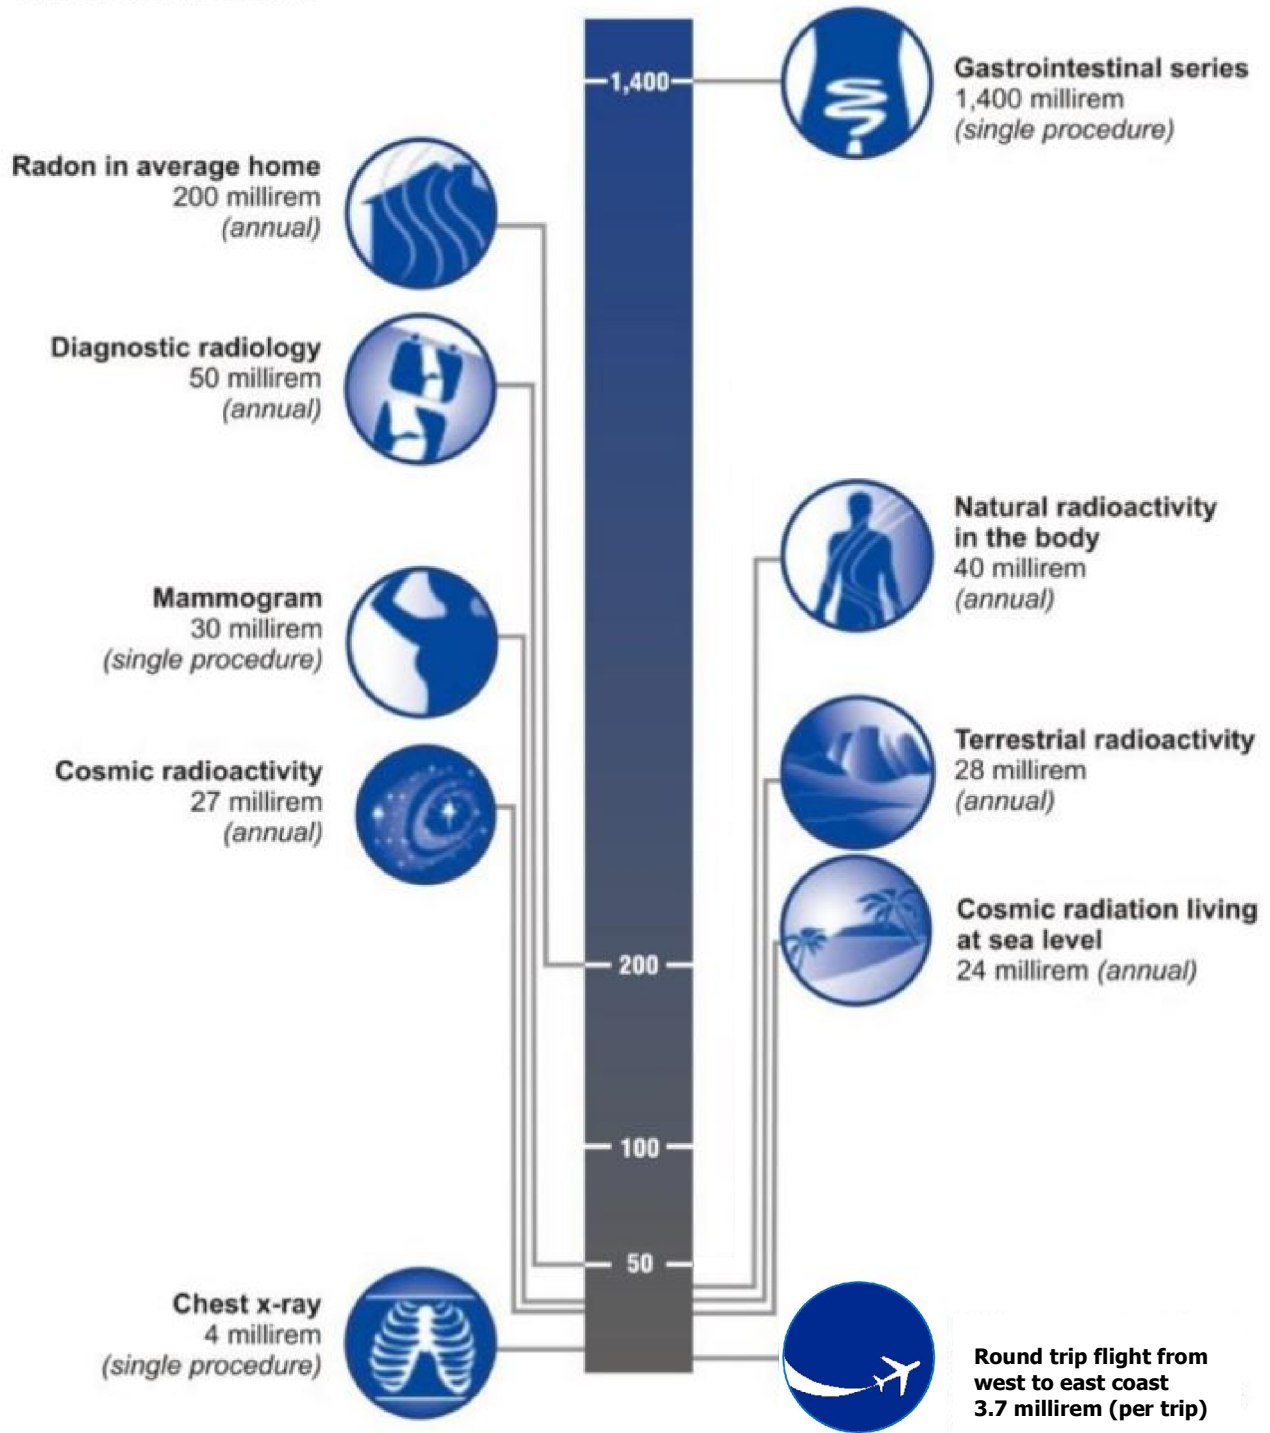 1,400
Gastrointestinal series
1,400 millirem
(single procedure)
Radon in average home
200 millirem
(annual)
Diagnostic radiology
50 millirem
(annual)
Natural radioactivity
in the body
40 millirem
(annual)
Mammogram
30 millirem
(single procedure)
Terrestrial radioactivity
28 millirem
(annual)
Cosmic radioactivity
27 millirem
(annual)
Cosmic radiation living
at sea level
24 millirem (annual)
200
100
50
Chest x-ray
4 millirem
(single procedure)
Round trip flight from
west to east coast
3.7 millirem (per trip)